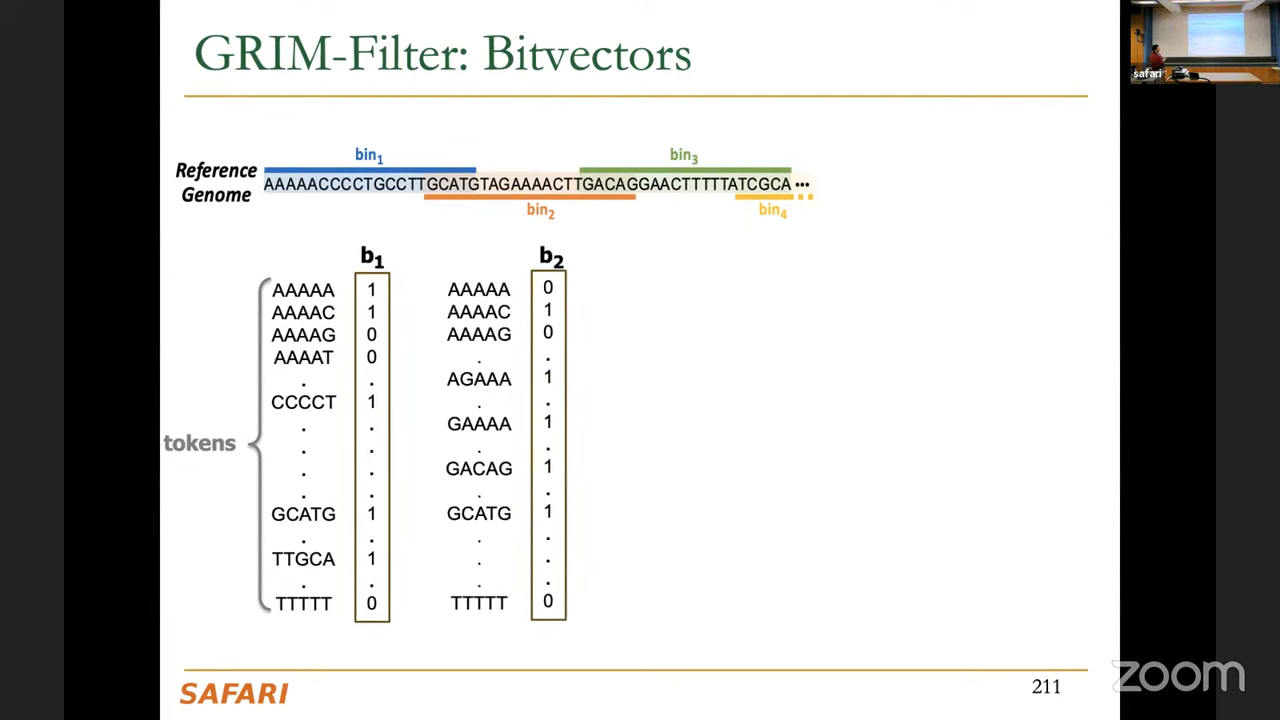 GRIM-Filter: Bitvectors
safari
bin1 bin3
Reference
Genome
AAAAACCCCTGCCTTGCATGTAGAAAACTTGACAGGAACTTTTTATCGCA •••
bin2 bin4
b1 b2
AAAAA 1 AAAAA 0
AAAAC 1 AAAAC 1
AAAAG 0 AAAAG 0
AAAAT 0 . .
. . AGAAA 1
CCCCT 1 . .
. . GAAAA 1
tokens
. . . .
. . GACAG 1
. . . .
GCATG 1 GCATG 1
. . . .
TTGCA 1 . .
. . . .
TTTTT 0 TTTTT 0
SAFARI
211
zoom